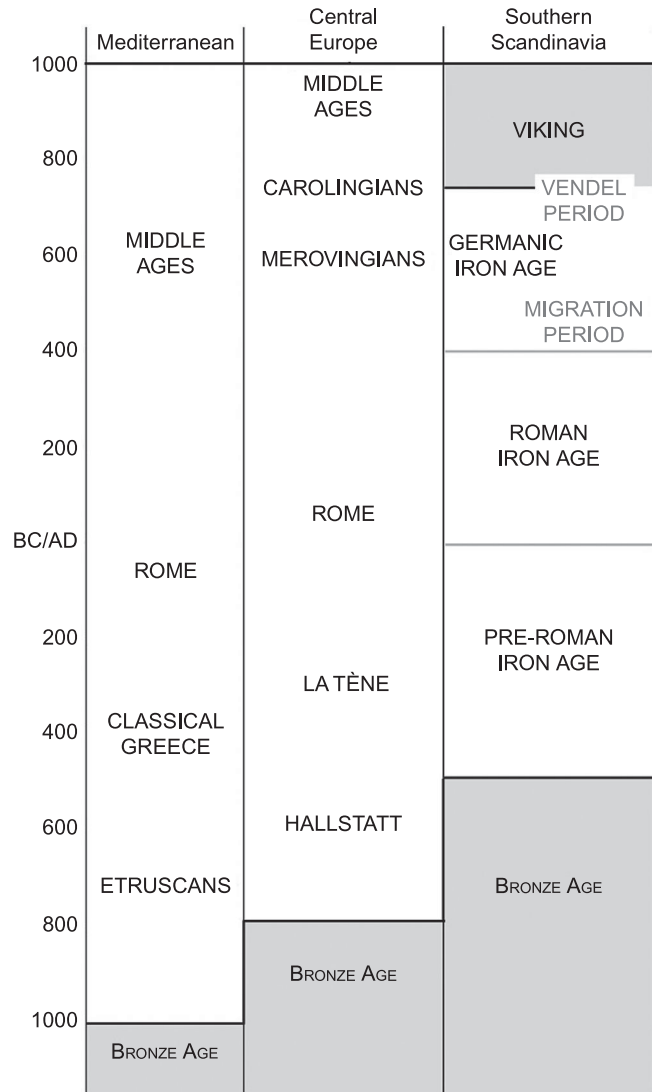 Mediterranean
Central
Europe
Southern
Scandinavia
1000
800
600
400
200
BC/AD
200
400
600
800
1000
MIDDLE
AGES
ROME
CLASSICAL
GREECE
ETRUSCANS
BRONZE AGE
MIDDLE
AGES
CAROLINGIANS
MEROVINGIANS
ROME
LA TÈNE
HALLSTATT
BRONZE AGE
VIKING
VENDEL
PERIOD
GERMANIC
IRON AGE
MIGRATION
PERIOD
ROMAN
IRON AGE
PRE-ROMAN
IRON AGE
BRONZE AGE